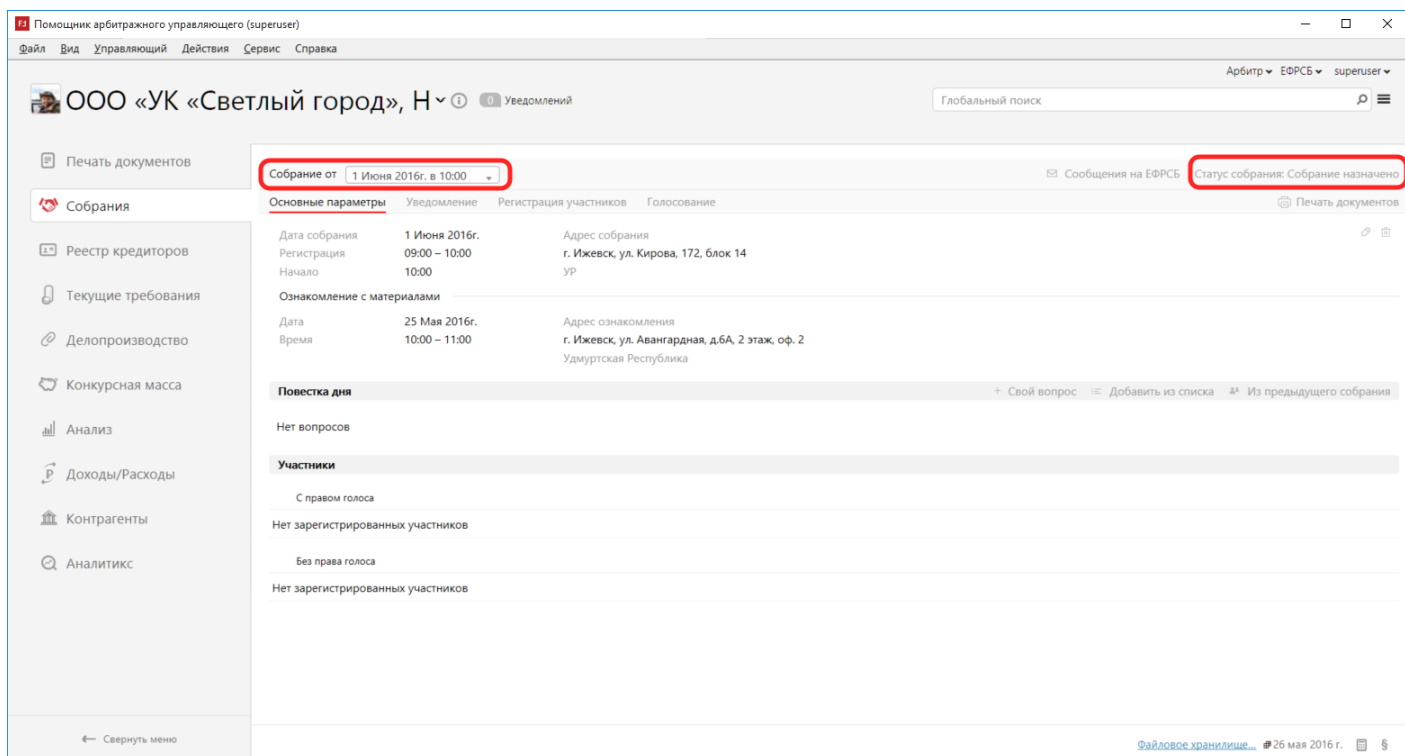 Помощник арбитражного управляющего (superuser)
Файл Вид Управляющий Действия Сервис Справка
Арбитр ЕФРСБ superuser
ООО «УК «Светлый город», Н 0 Уведомлений
Глобальный поиск
Печать документов
Собрания
Реестр кредиторов
Текущие требования
Делопроизводство
Конкурсная масса
Анализ
Доходы/Расходы
Контрагенты
Аналитикс
Свернуть меню
Собрание от 1 Июня 2016г. в 10:00
Сообщения на ЕФРСБ Статус собрания: Собрание назначено
Основные параметры Уведомление Регистрация участников Голосование Печать документов
Дата собрания 1 Июня 2016г. Адрес собрания
Регистрация 09:00 – 10:00 г. Ижевск, ул. Кирова, 172, блок 14
Начало 10:00 УР
Ознакомление с материалами
Дата 25 Мая 2016г. Адрес ознакомления
Время 10:00 – 11:00 г. Ижевск, ул. Авангардная, д.6А, 2 этаж, оф. 2
Удмуртская Республика
Повестка дня + Свой вопрос Добавить из списка Из предыдущего собрания
Нет вопросов
Участники
С правом голоса
Нет зарегистрированных участников
Без права голоса
Нет зарегистрированных участников
Файловое хранилище... 26 мая 2016 г. §